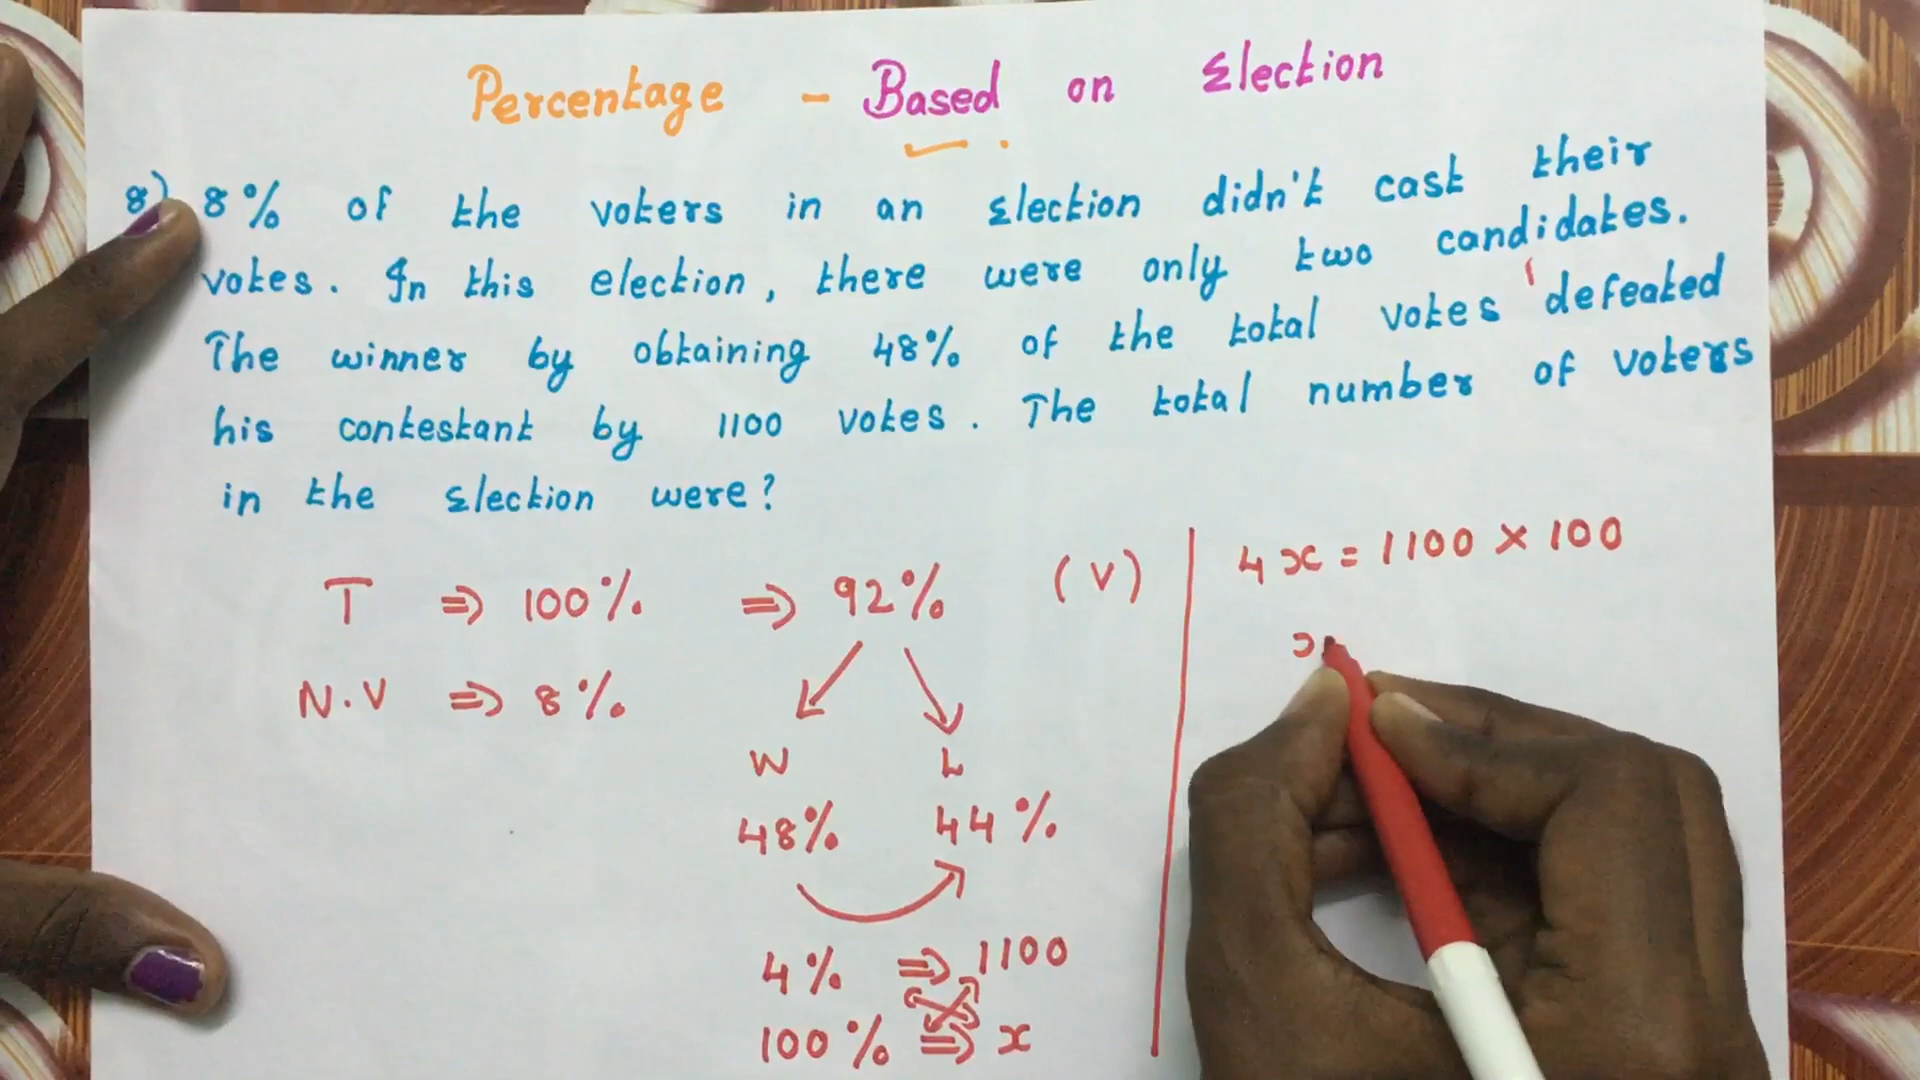 Percentage - Based on Election
8) 8% of the voters in an Election didn't cast their
votes. In this election, there were only two candidates.
The winner by obtaining 48% of the total votes defeated
his contestant by 1100 votes. The total number of voters
in the Election were?
T ⇒ 100% ⇒ 92% (V)
N.V ⇒ 8%
W L
48% 44%
4% ⇒ 1100
100% ⇒ x
4x = 1100 × 100